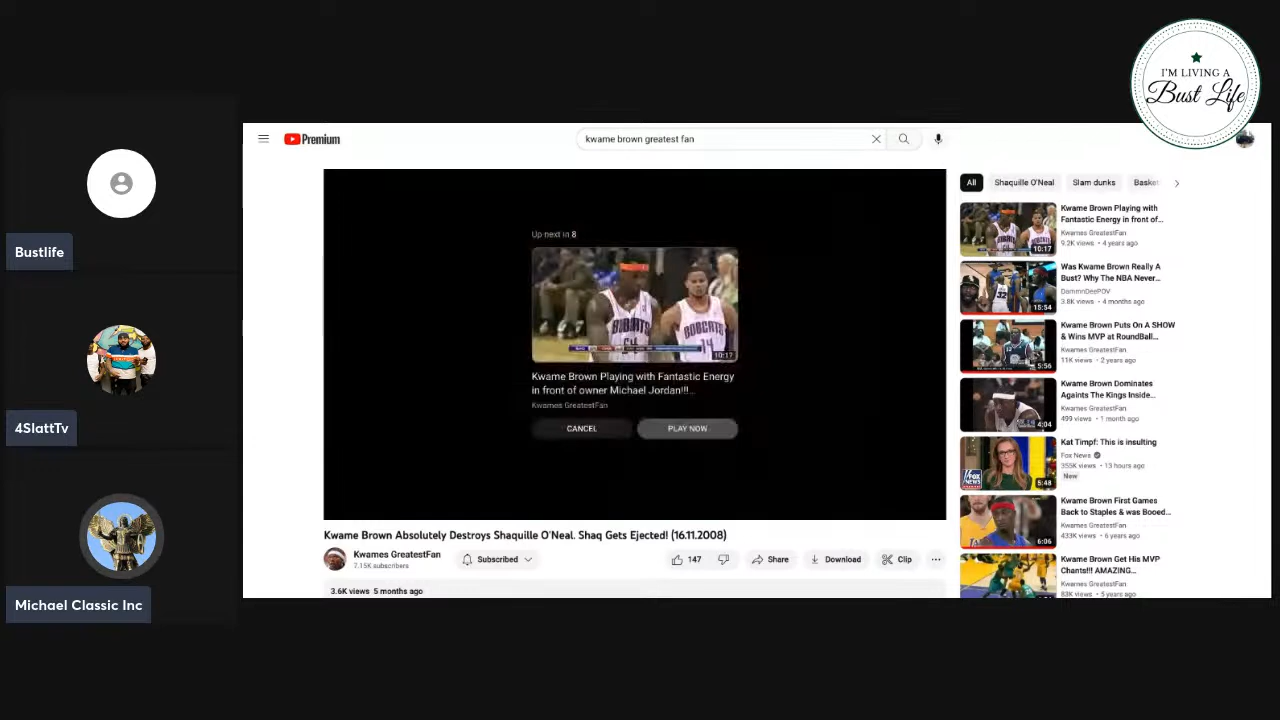 I'M LIVING A
Bust Life
Premium
kwame brown greatest fan
Bustlife
4SlattTv
Michael Classic Inc
Up next in 8
BOBCATS
BOBCATS
10:17
Kwame Brown Playing with Fantastic Energy
in front of owner Michael Jordan!!!...
Kwames GreatestFan
CANCEL
PLAY NOW
Kwame Brown Absolutely Destroys Shaquille O'Neal. Shaq Gets Ejected! (16.11.2008)
Kwames GreatestFan
7.15K subscribers
Subscribed
147
Share
Download
Clip
3.6K views 5 months ago
All
Shaquille O'Neal
Slam dunks
Basket
Kwame Brown Playing with
Fantastic Energy in front of...
Kwames GreatestFan
9.2K views • 4 years ago
10:17
Was Kwame Brown Really A
Bust? Why The NBA Never...
DammnDeePOV
3.8K views • 4 months ago
15:54
Kwame Brown Puts On A SHOW
& Wins MVP at RoundBall...
Kwames GreatestFan
11K views • 2 years ago
5:56
Kwame Brown Dominates
Againts The Kings Inside...
Kwames GreatestFan
499 views • 1 month ago
4:04
Kat Timpf: This is insulting
Fox News
355K views • 13 hours ago
New
5:48
Kwame Brown First Games
Back to Staples & was Booed...
Kwames GreatestFan
433K views • 6 years ago
6:06
Kwame Brown Get His MVP
Chants!!! AMAZING...
Kwames GreatestFan
83K views • 5 years ago